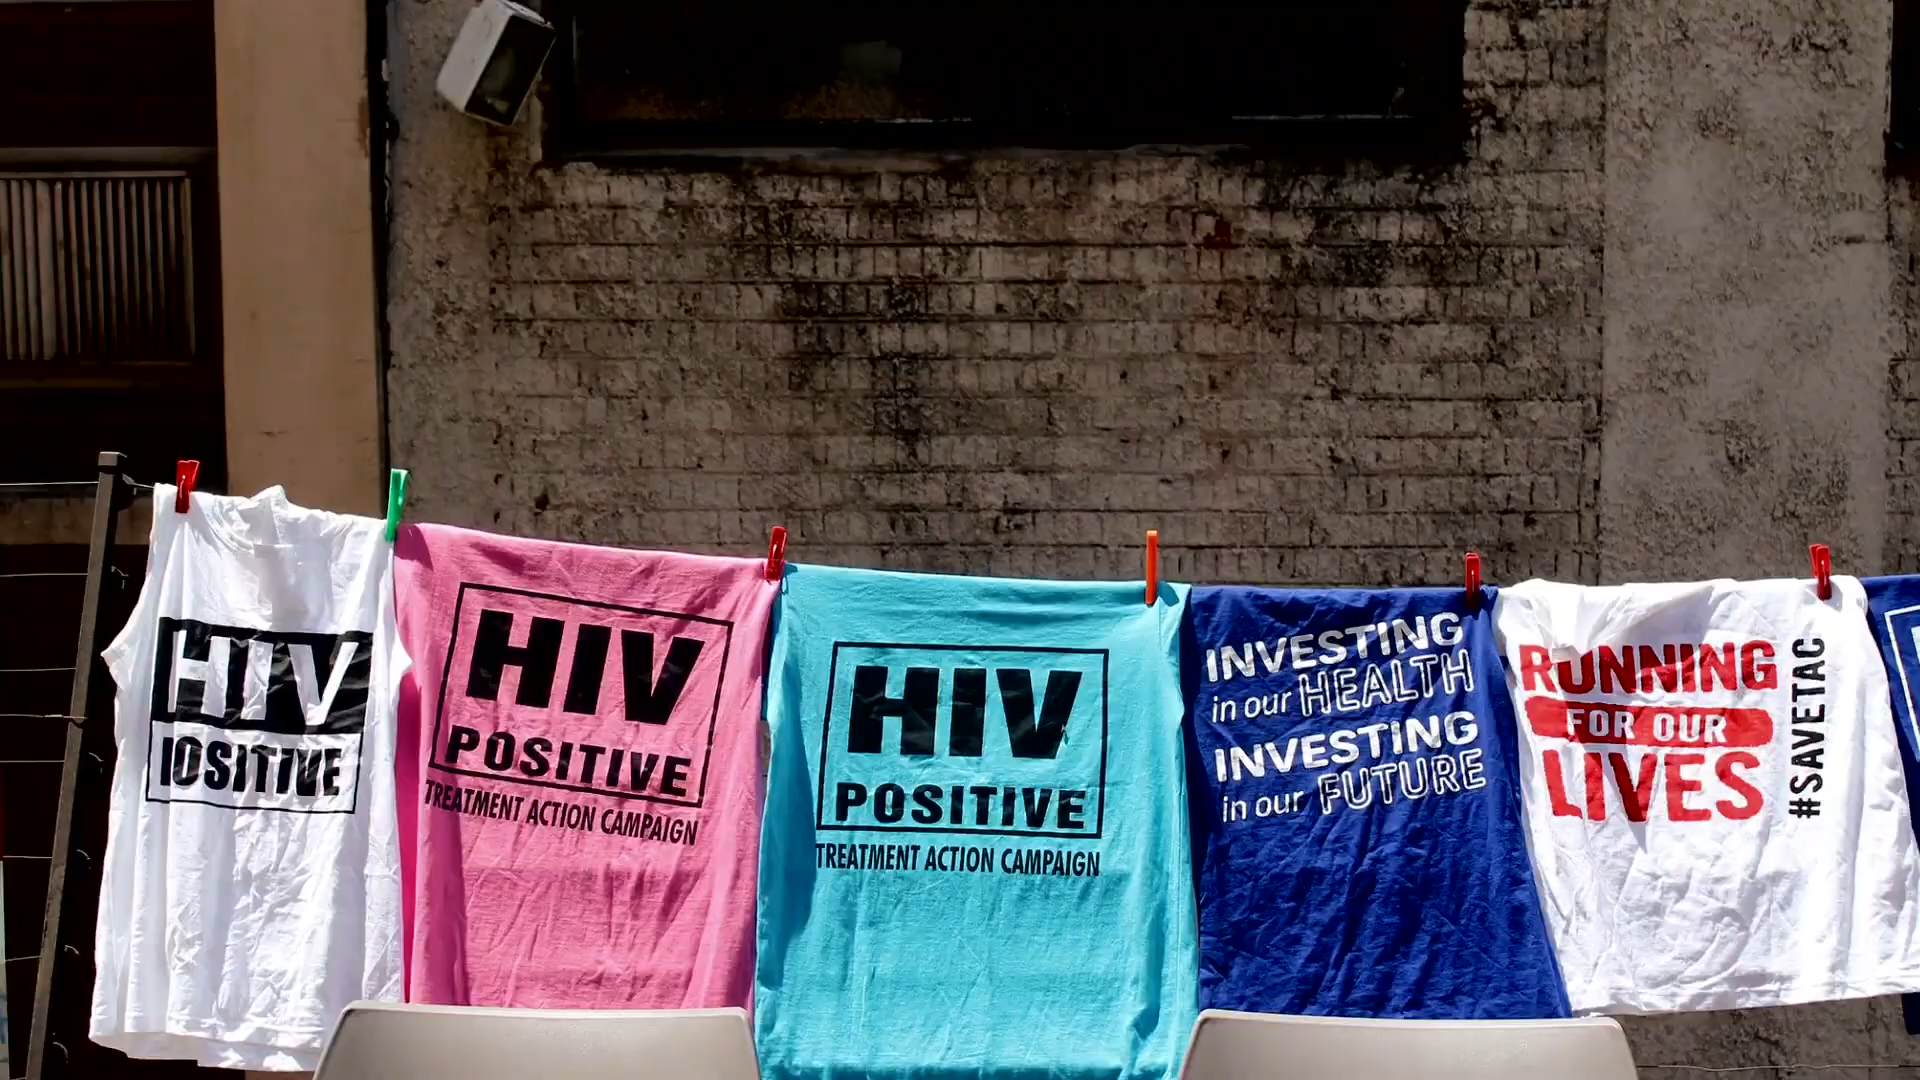 HIV
IOSITIVE
HIV
POSITIVE
TREATMENT ACTION CAMPAIGN
HIV
POSITIVE
TREATMENT ACTION CAMPAIGN
INVESTING
in our HEALTH
INVESTING
in our FUTURE
RUNNING
FOR OUR
LIVES
#SAVETAC